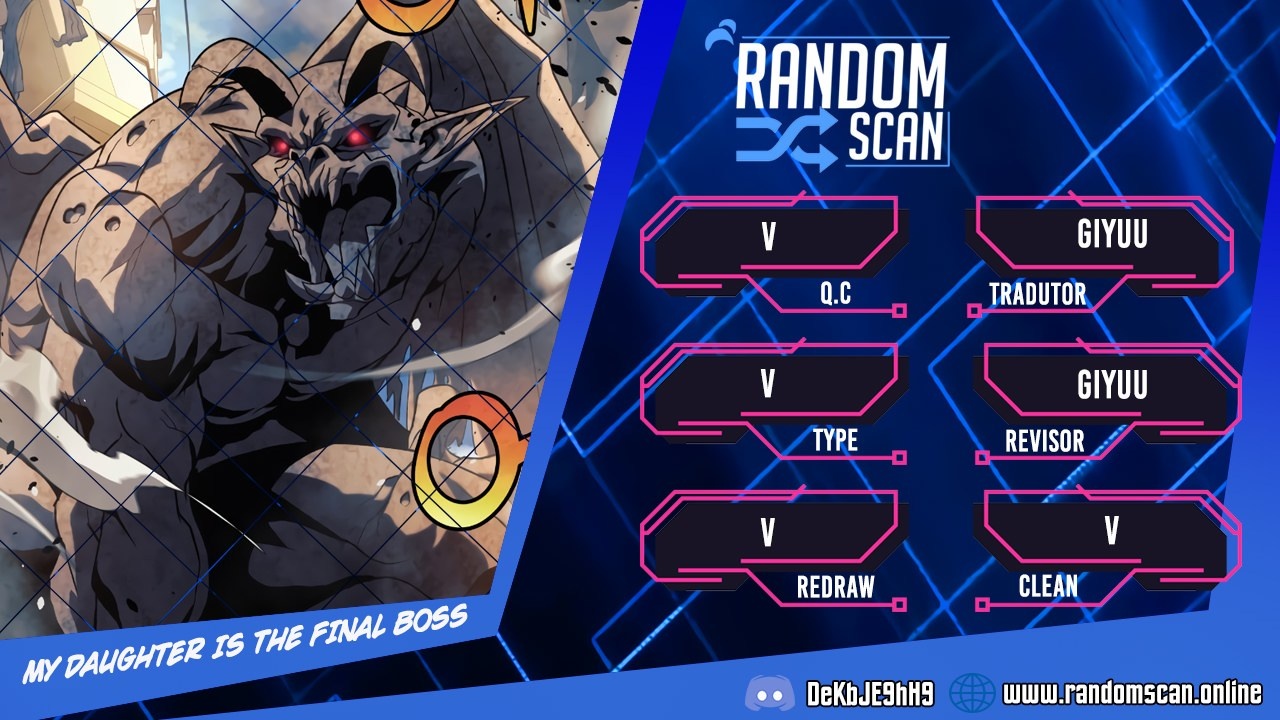 RANDOM
SCAN
V
Q.C
GIYUU
TRADUTOR
V
TYPE
GIYUU
REVISOR
V
REDRAW
V
CLEAN
MY DAUGHTER IS THE FINAL BOSS
DeKbJE9hH9
www.randomscan.online